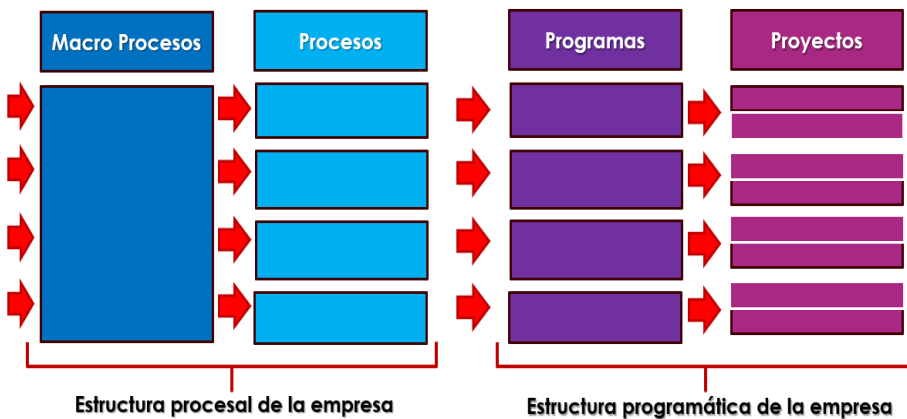 Macro Procesos
Procesos
Programas
Proyectos
Estructura procesal de la empresa
Estructura programática de la empresa